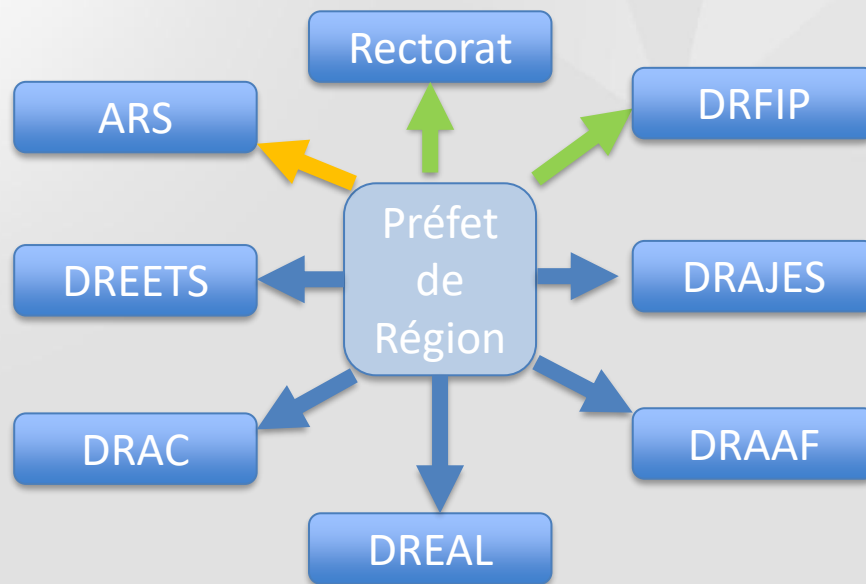 Rectorat
ARS
DRFIP
Préfet
de
Région
DREETS
DRAJES
DRAC
DRAAF
DREAL